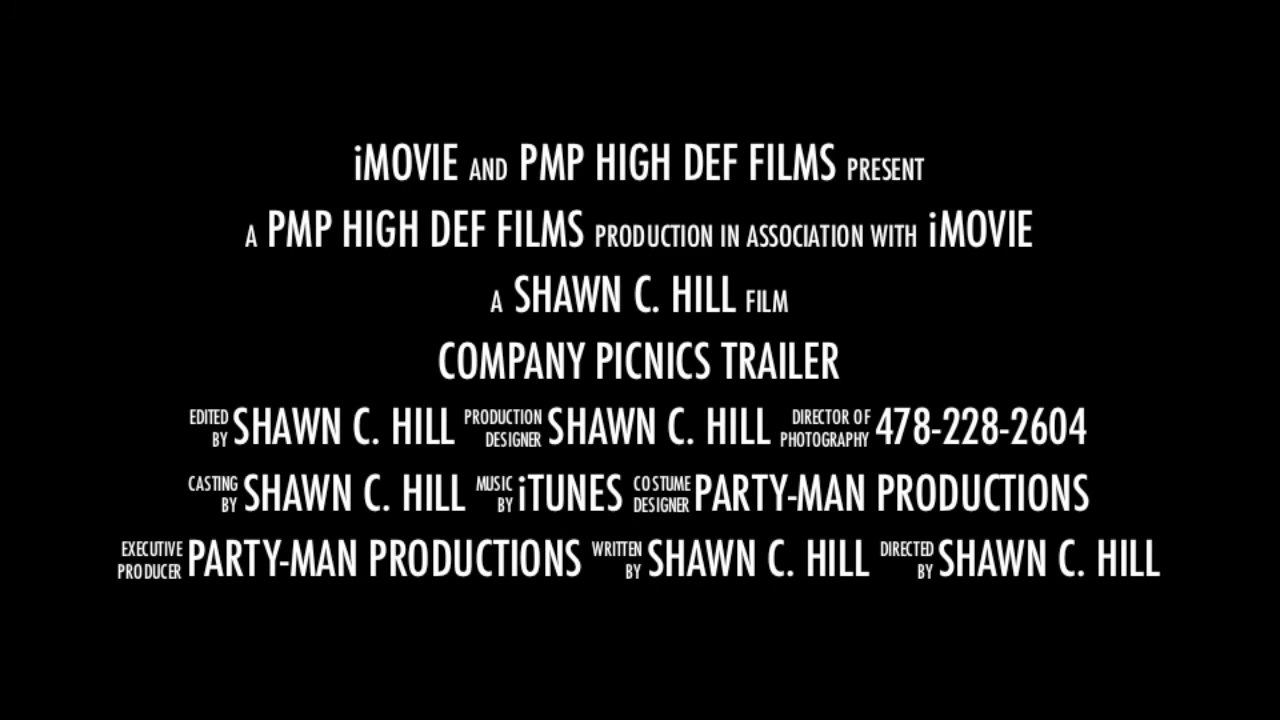 iMOVIE AND PMP HIGH DEF FILMS PRESENT
A PMP HIGH DEF FILMS PRODUCTION IN ASSOCIATION WITH iMOVIE
A SHAWN C. HILL FILM
COMPANY PICNICS TRAILER
EDITED BY SHAWN C. HILL PRODUCTION DESIGNER SHAWN C. HILL DIRECTOR OF PHOTOGRAPHY 478-228-2604
CASTING BY SHAWN C. HILL MUSIC BY iTUNES COSTUME DESIGNER PARTY-MAN PRODUCTIONS
EXECUTIVE PRODUCER PARTY-MAN PRODUCTIONS WRITTEN BY SHAWN C. HILL DIRECTED BY SHAWN C. HILL